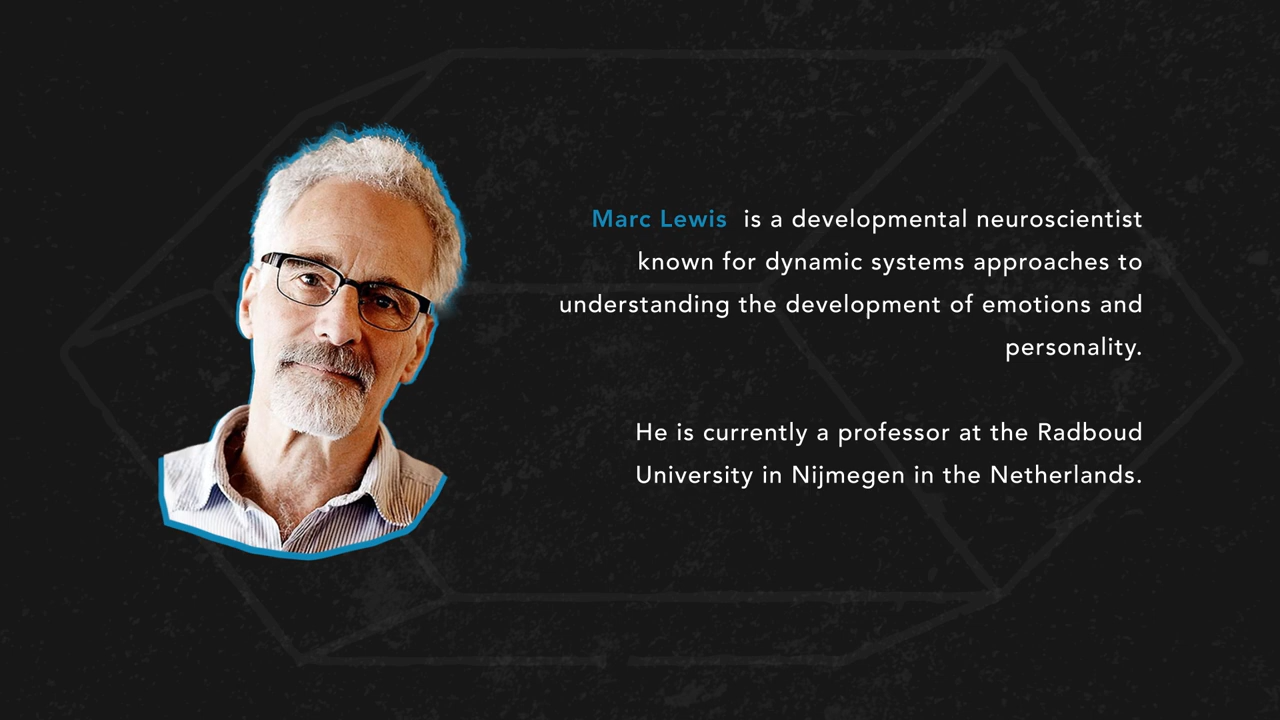 Marc Lewis is a developmental neuroscientist
known for dynamic systems approaches to
understanding the development of emotions and
personality.
He is currently a professor at the Radboud
University in Nijmegen in the Netherlands.